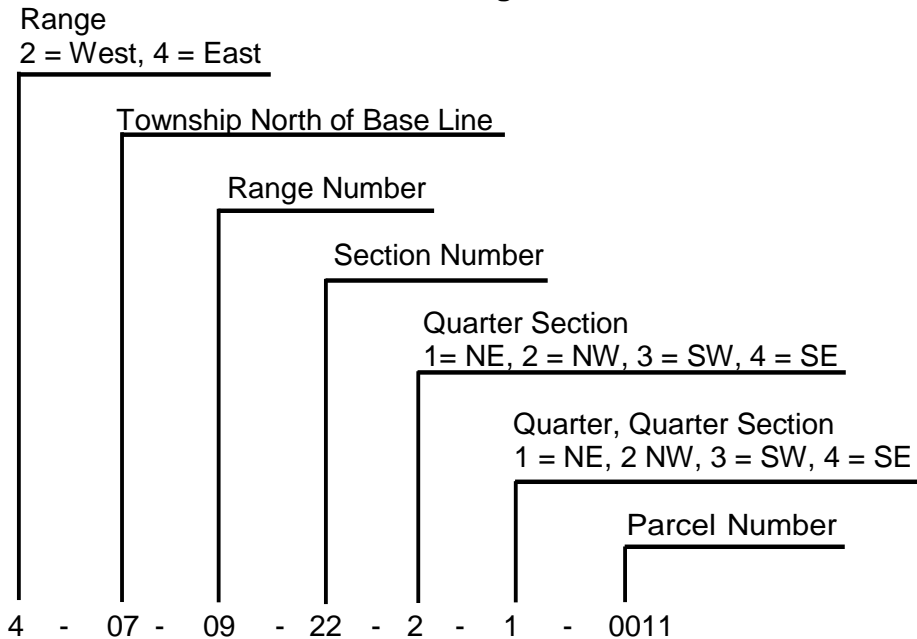 Range
2 = West, 4 = East
Township North of Base Line
Range Number
Section Number
Quarter Section
1= NE, 2 = NW, 3 = SW, 4 = SE
Quarter, Quarter Section
1 = NE, 2 NW, 3 = SW, 4 = SE
Parcel Number
4 - 07 - 09 - 22 - 2 - 1 - 0011